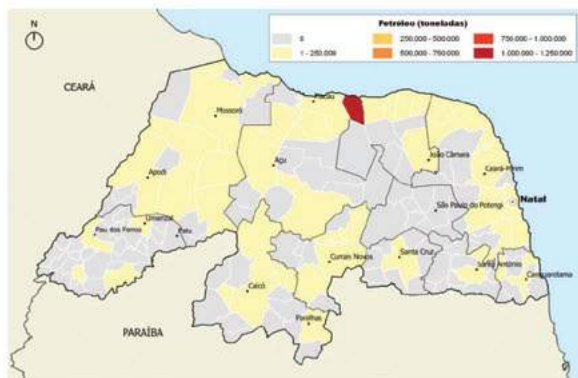 Petróleo (toneladas)
0
1 - 250.000
250.000 - 500.000
500.000 - 750.000
750.000 - 1.000.000
1.000.000 - 1.250.000
N
CEARÁ
Macau
Mossoró
Açu
João Câmara
Apodi
Ceará-Mirim
Natal
São Paulo do Potengi
Umarizal
Pau dos Ferros
Patu
Currais Novos
Santa Cruz
Santo Antônio
Canguaretama
Caicó
Parelhas
PARAÍBA